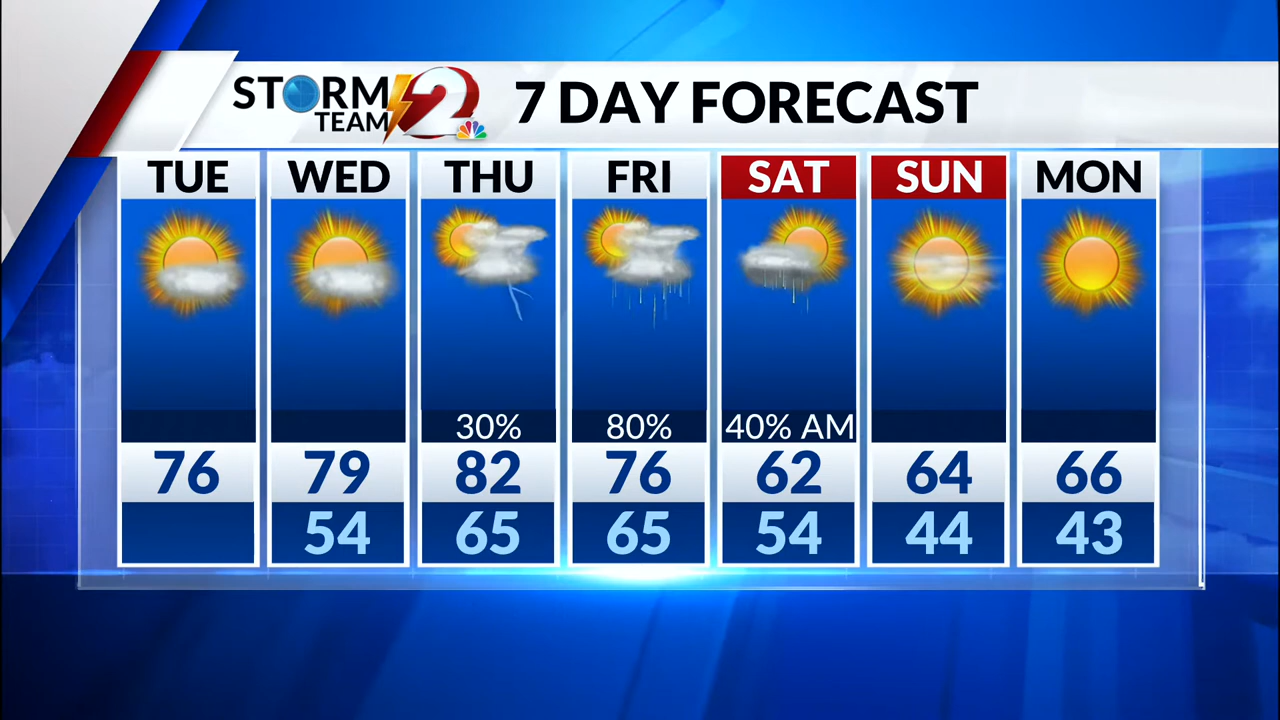 STORM
TEAM 2
7 DAY FORECAST
TUE WED THU FRI SAT SUN MON
30% 80% 40% AM
76 79 82 76 62 64 66
54 65 65 54 44 43